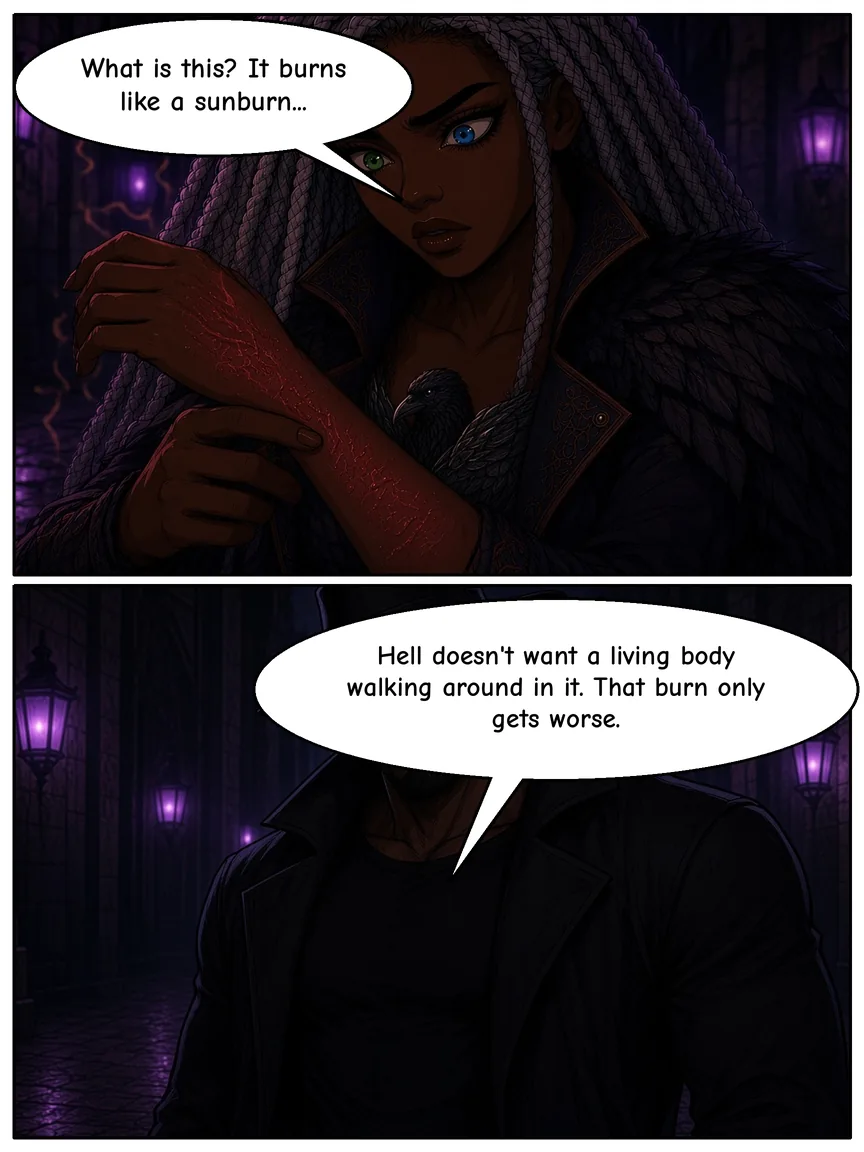 What is this? It burns
like a sunburn...
Hell doesn't want a living body
walking around in it. That burn only
gets worse.